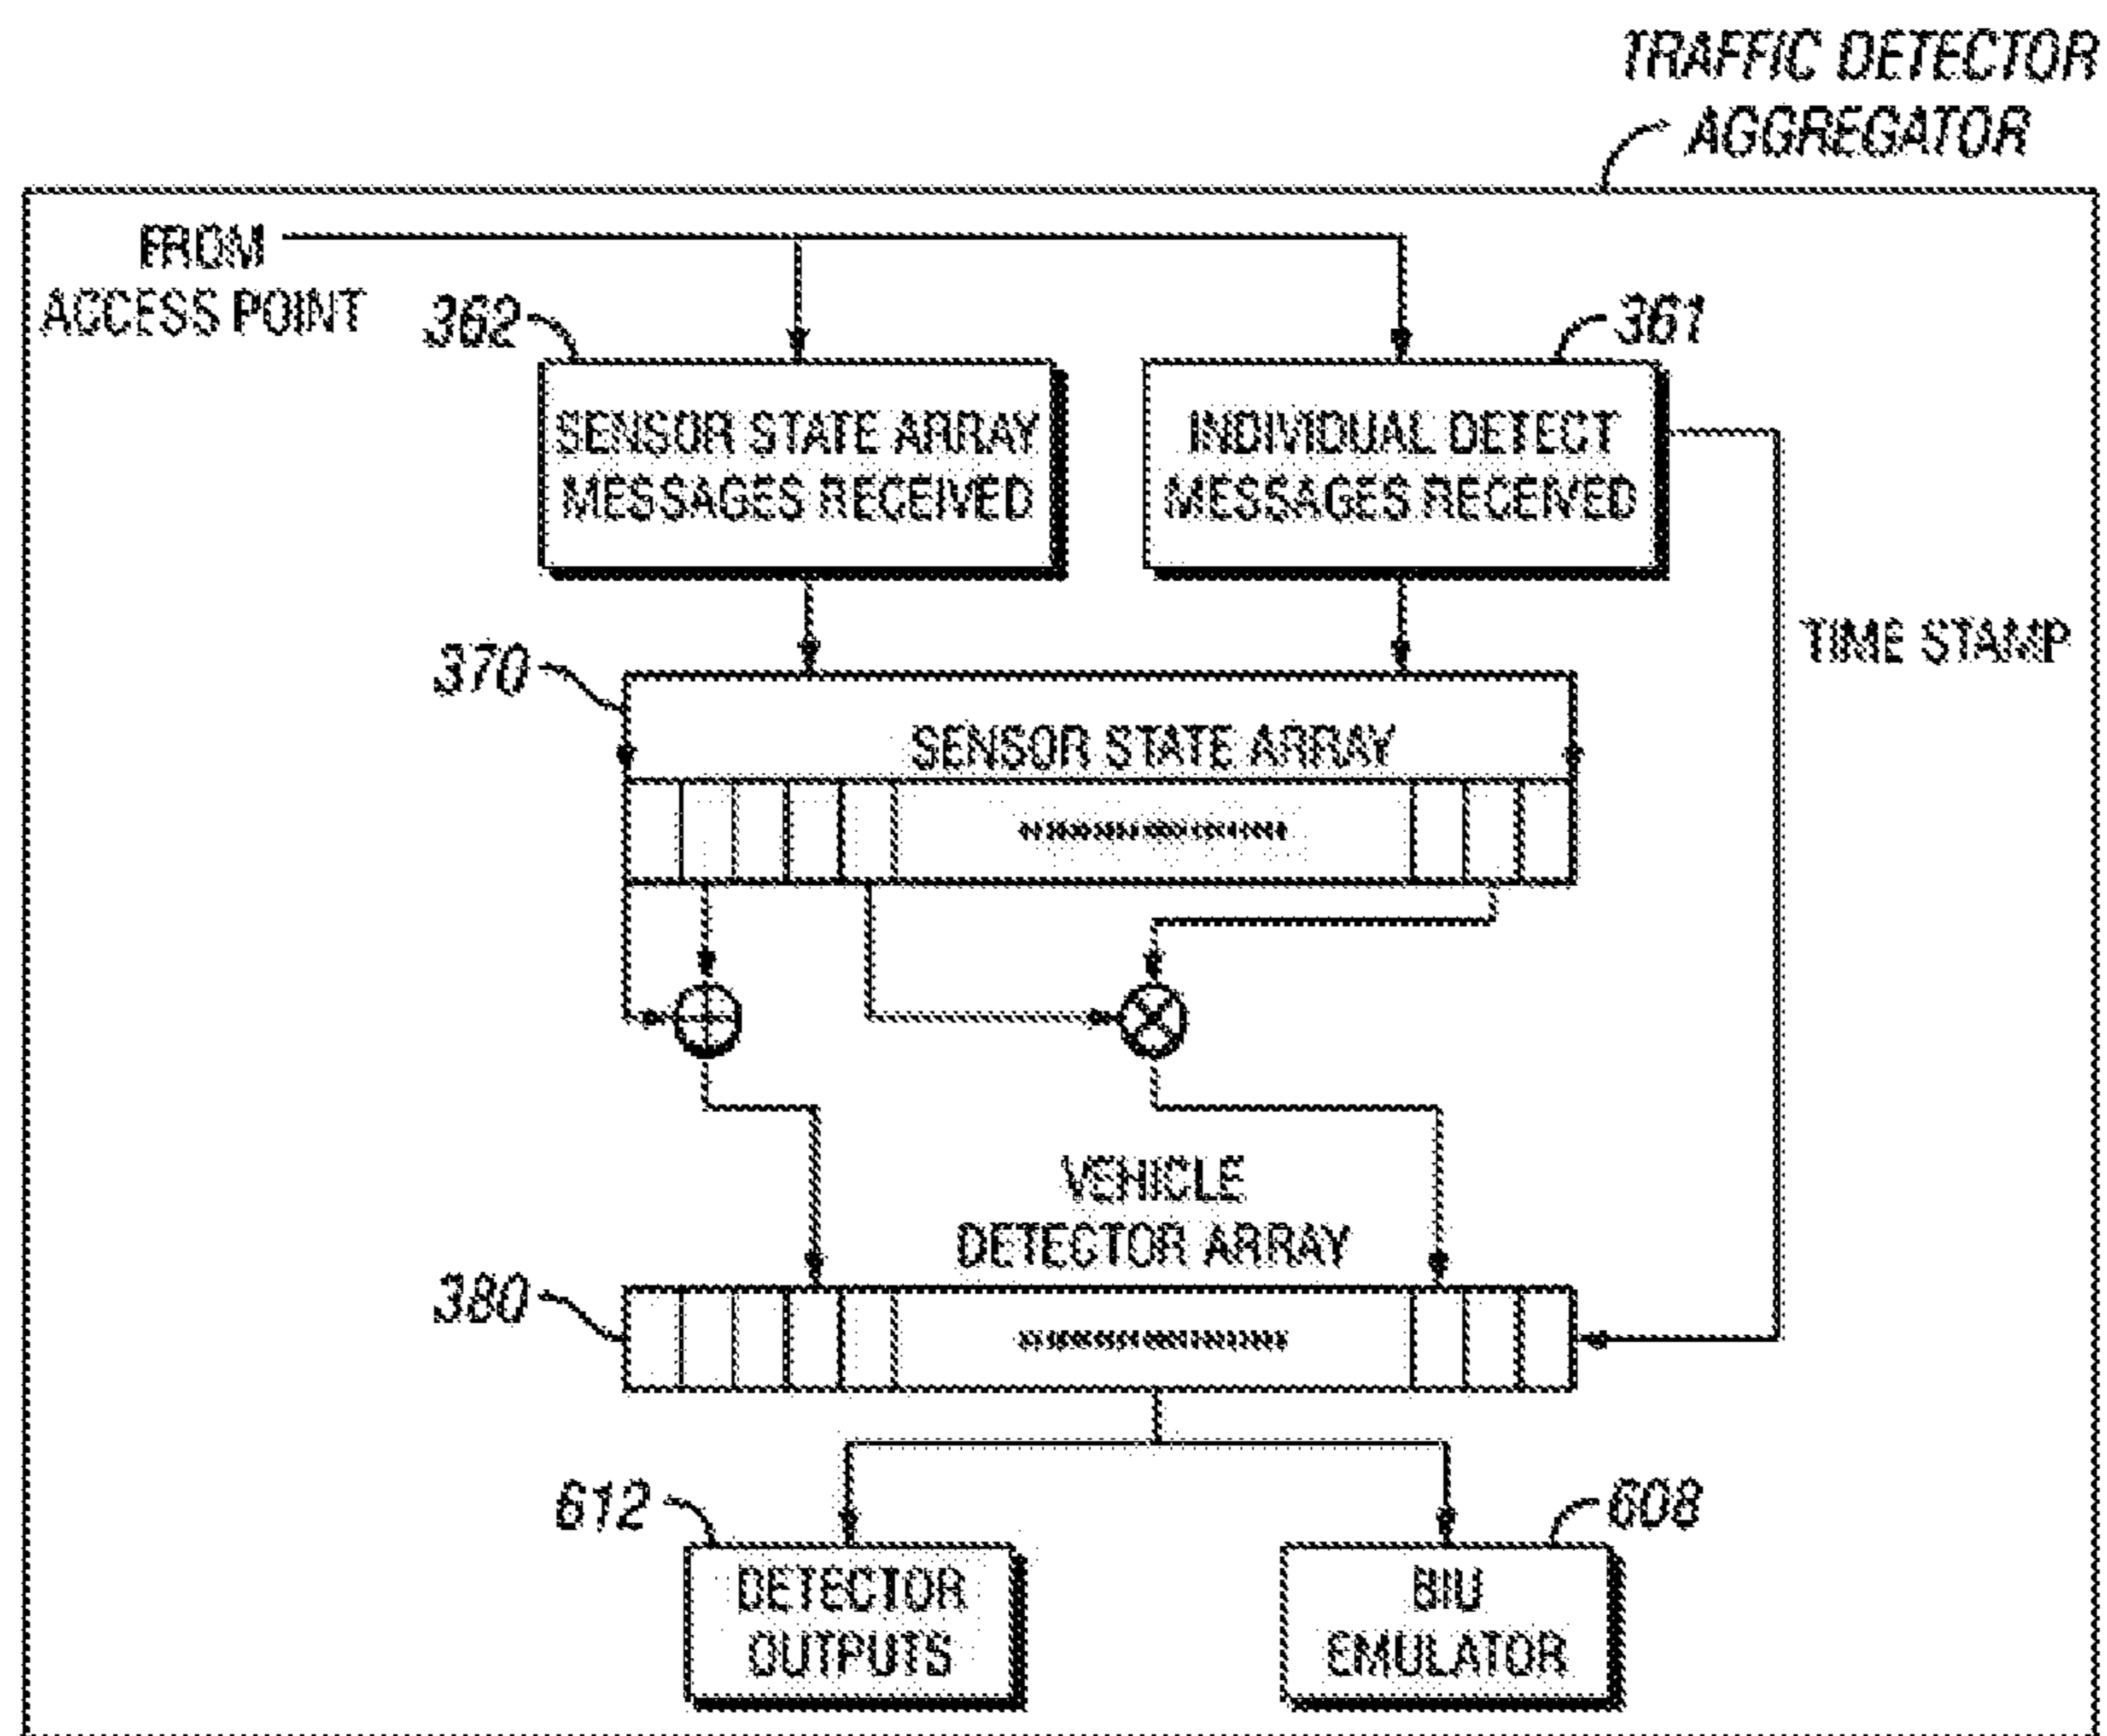 TRAFFIC DETECTOR
AGGREGATOR
FROM
ACCESS POINT
362
361
SENSOR STATE ARRAY
MESSAGES RECEIVED
INDIVIDUAL DETECT
MESSAGES RECEIVED
TIME STAMP
370
SENSOR STATE ARRAY
VEHICLE
DETECTOR ARRAY
380
612
608
DETECTOR
OUTPUTS
BIU
EMULATOR